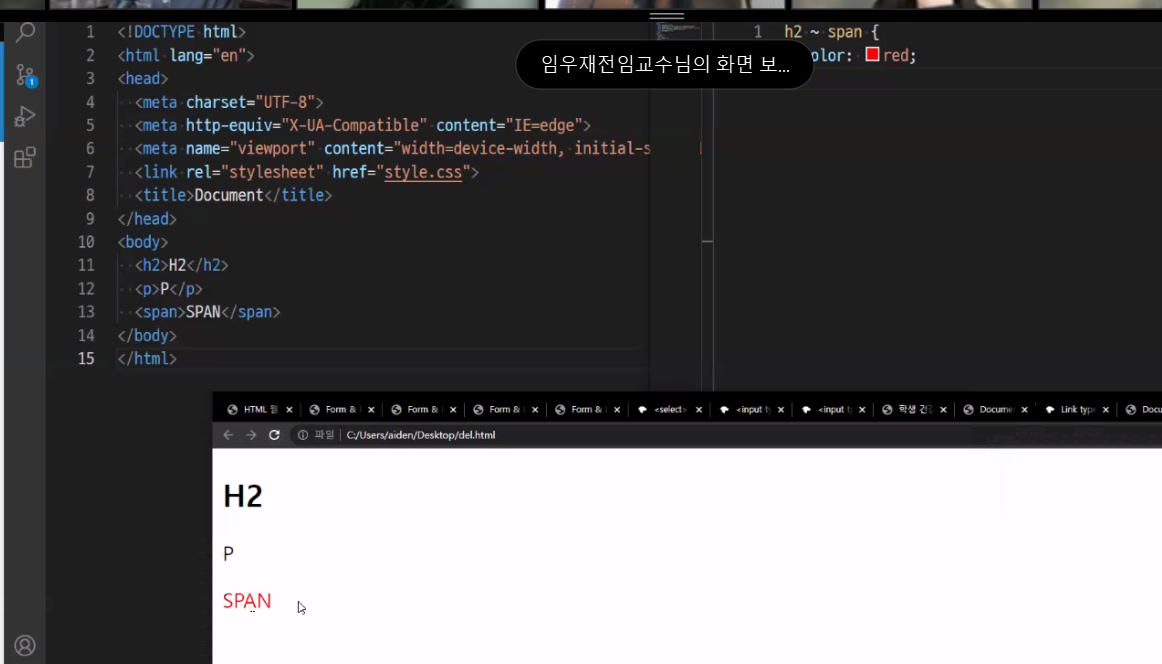 1 <!DOCTYPE html>
2 <html lang="en">
3 <head>
4 <meta charset="UTF-8">
5 <meta http-equiv="X-UA-Compatible" content="IE=edge">
6 <meta name="viewport" content="width=device-width, initial-s
7 <link rel="stylesheet" href="style.css">
8 <title>Document</title>
9 </head>
10 <body>
11 <h2>H2</h2>
12 <p>P</p>
13 <span>SPAN</span>
14 </body>
15 </html>
1 h2 ~ span {
olor: red;
임우재전임교수님의 화면 보...
1
HTML Form & Form & Form & Form & <select> <input t <input t 학생 Docume Link typ Docu
파일 C:/Users/aiden/Desktop/del.html
H2
P
SPAN